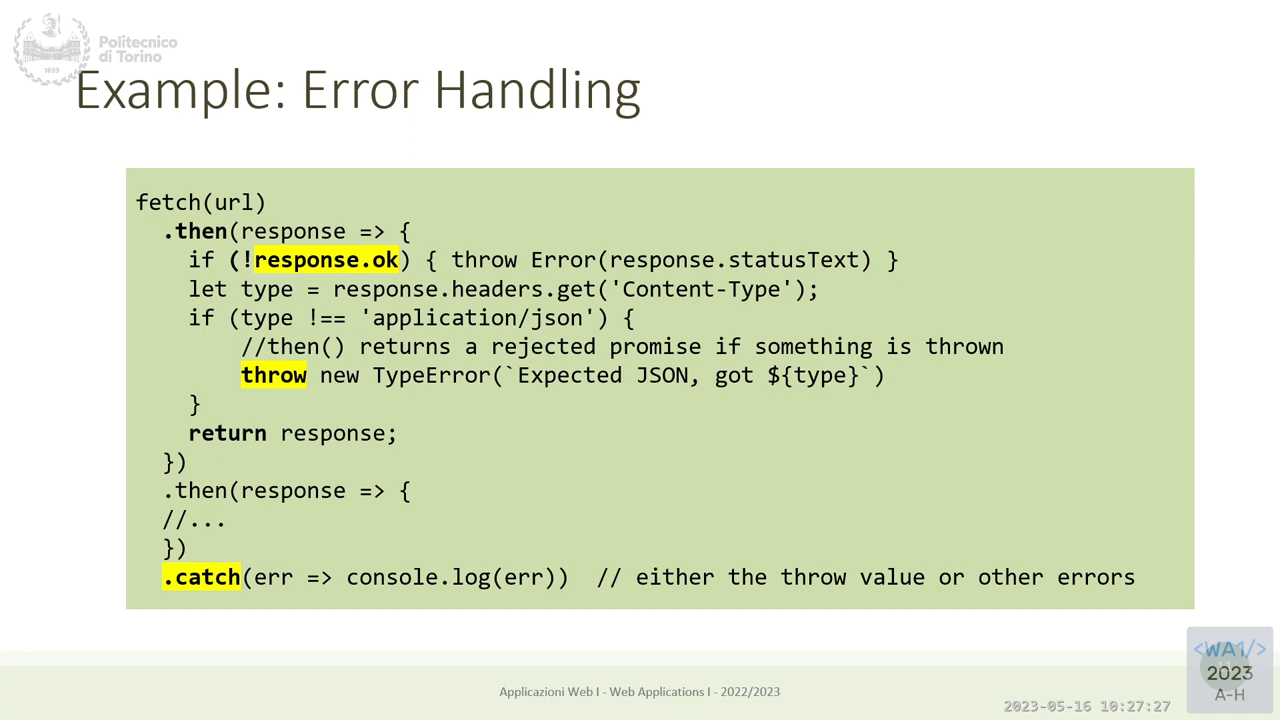 Politecnico
di Torino
1859
Example: Error Handling
fetch(url)
  .then(response => {
    if (!response.ok) { throw Error(response.statusText) }
    let type = response.headers.get('Content-Type');
    if (type !== 'application/json') {
        //then() returns a rejected promise if something is thrown
        throw new TypeError(`Expected JSON, got ${type}`)
    }
    return response;
  })
  .then(response => {
  //...
  })
  .catch(err => console.log(err))  // either the throw value or other errors
<WA1/>
2023
A-H
Applicazioni Web I - Web Applications I - 2022/2023
2023-05-16 10:27:27